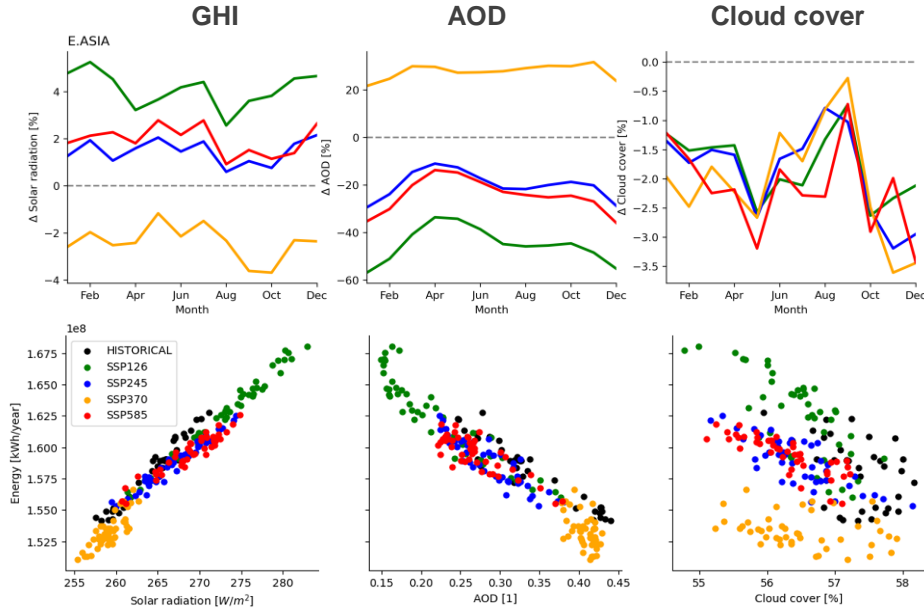 GHI AOD Cloud cover
E.ASIA
Δ Solar radiation [%]
4
2
0
−2
−4
Feb Apr Jun Aug Oct Dec
Month
Δ AOD [%]
20
0
−20
−40
−60
Feb Apr Jun Aug Oct Dec
Month
Δ Cloud cover [%]
0.0
−0.5
−1.0
−1.5
−2.0
−2.5
−3.0
−3.5
Feb Apr Jun Aug Oct Dec
Month
1e8
Energy [kWh/year]
1.675
1.650
1.625
1.600
1.575
1.550
1.525
HISTORICAL
SSP126
SSP245
SSP370
SSP585
255 260 265 270 275 280
Solar radiation [W/m²]
0.15 0.20 0.25 0.30 0.35 0.40 0.45
AOD [1]
55 56 57 58
Cloud cover [%]